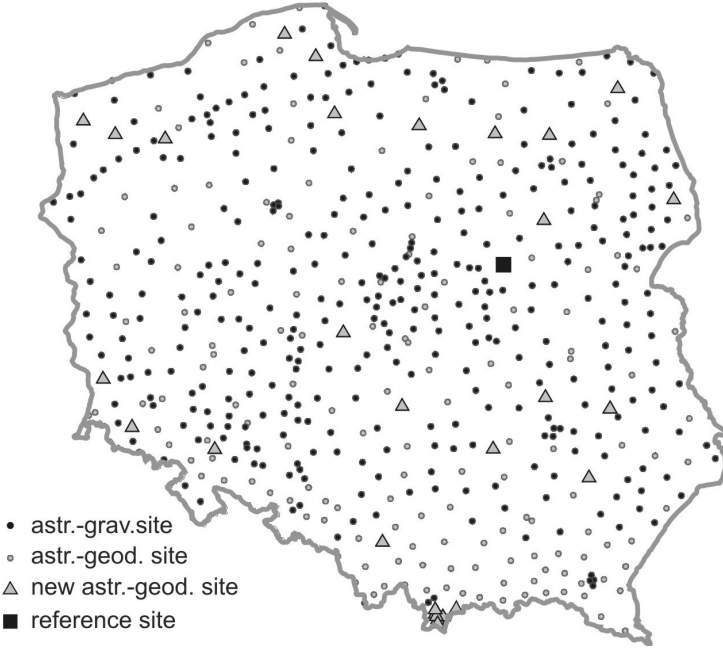 astr.-grav.site
astr.-geod. site
new astr.-geod. site
reference site